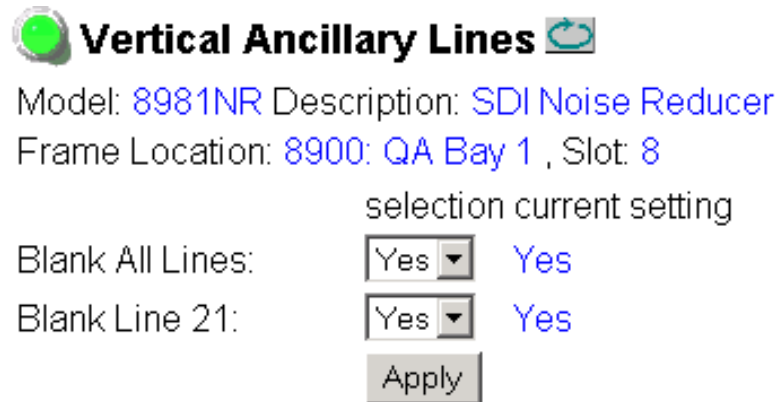 Vertical Ancillary Lines
Model: 8981NR Description: SDI Noise Reducer
Frame Location: 8900: QA Bay 1 , Slot: 8
selection current setting
Blank All Lines: Yes Yes
Blank Line 21: Yes Yes
Apply